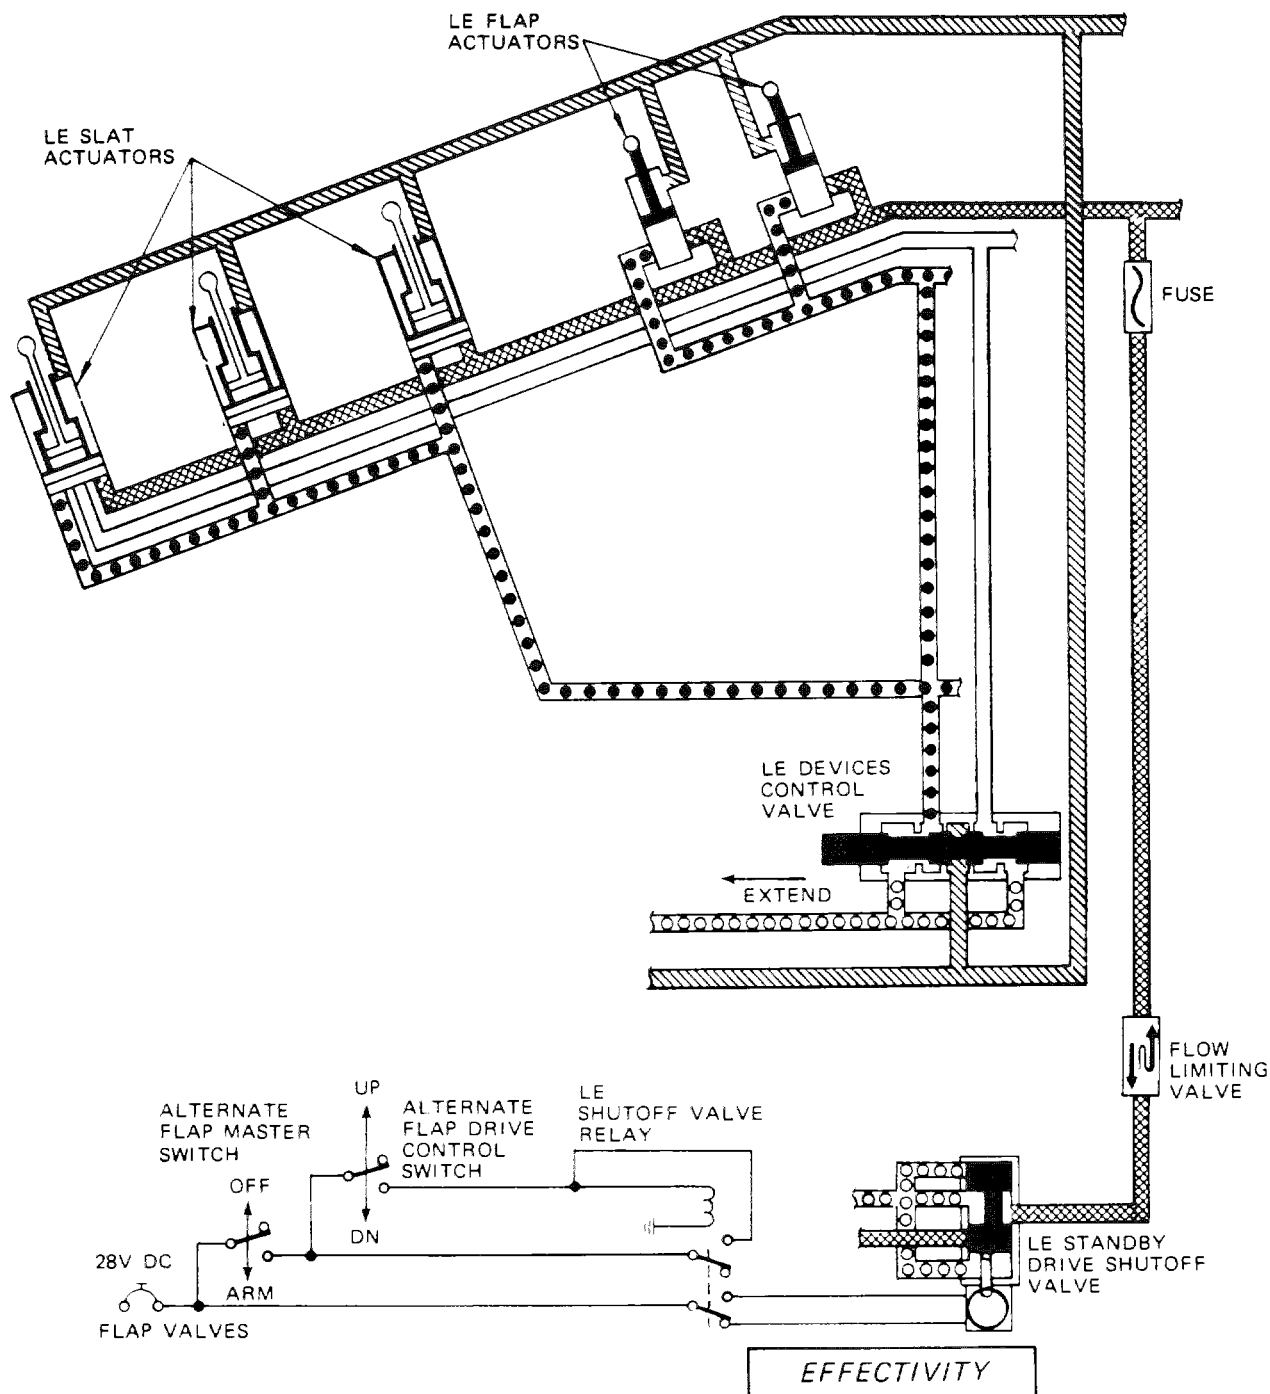 LE FLAP
ACTUATORS
LE SLAT
ACTUATORS
FUSE
LE DEVICES
CONTROL
VALVE
EXTEND
FLOW
LIMITING
VALVE
UP
ALTERNATE
FLAP MASTER
SWITCH
ALTERNATE
FLAP DRIVE
CONTROL
SWITCH
LE
SHUTOFF VALVE
RELAY
OFF
DN
28V DC
ARM
FLAP VALVES
LE STANDBY
DRIVE SHUTOFF
VALVE
EFFECTIVITY